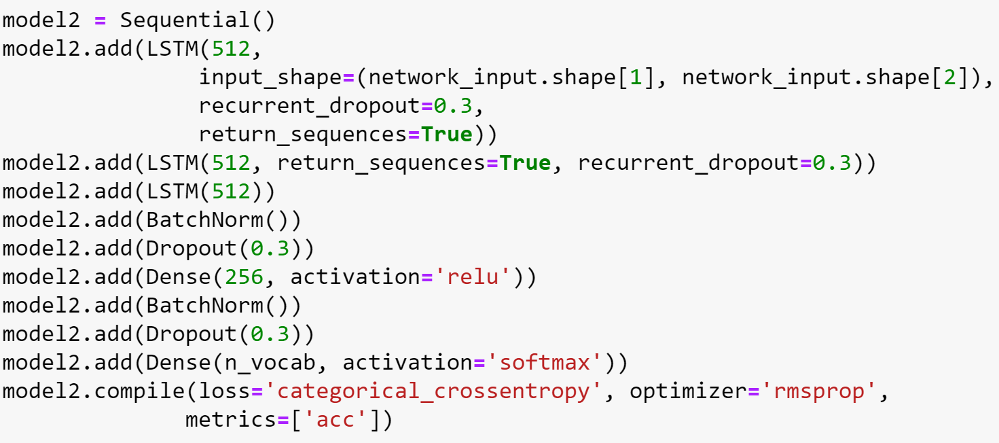 model2 = Sequential()
model2.add(LSTM(512,
               input_shape=(network_input.shape[1], network_input.shape[2]),
               recurrent_dropout=0.3,
               return_sequences=True))
model2.add(LSTM(512, return_sequences=True, recurrent_dropout=0.3))
model2.add(LSTM(512))
model2.add(BatchNorm())
model2.add(Dropout(0.3))
model2.add(Dense(256, activation='relu'))
model2.add(BatchNorm())
model2.add(Dropout(0.3))
model2.add(Dense(n_vocab, activation='softmax'))
model2.compile(loss='categorical_crossentropy', optimizer='rmsprop',
              metrics=['acc'])